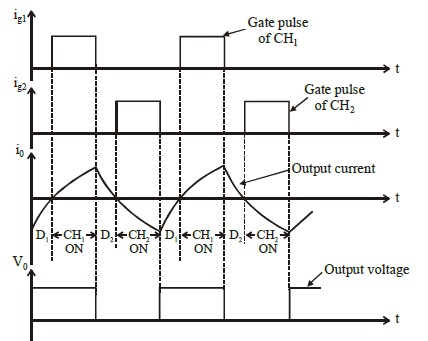 ig1
Gate pulse
of CH1
t
ig2
Gate pulse
of CH2
t
i0
Output current
t
D1 CH1 D2 CH2 D1 CH1 D2 CH2
ON ON ON ON
V0
Output voltage
t